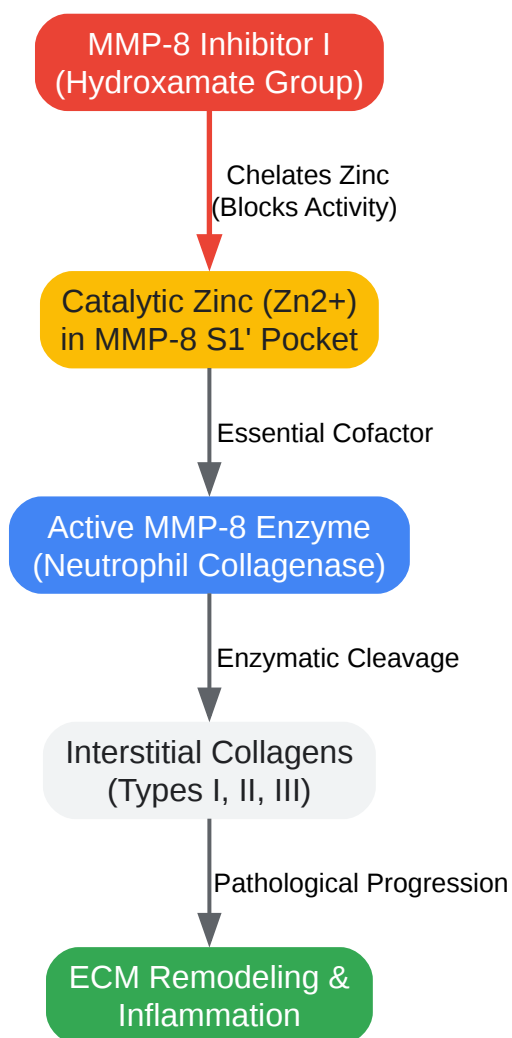 MMP-8 Inhibitor I
(Hydroxamate Group)
Chelates Zinc
(Blocks Activity)
Catalytic Zinc (Zn2+)
in MMP-8 S1' Pocket
Essential Cofactor
Active MMP-8 Enzyme
(Neutrophil Collagenase)
Enzymatic Cleavage
Interstitial Collagens
(Types I, II, III)
Pathological Progression
ECM Remodeling &
Inflammation